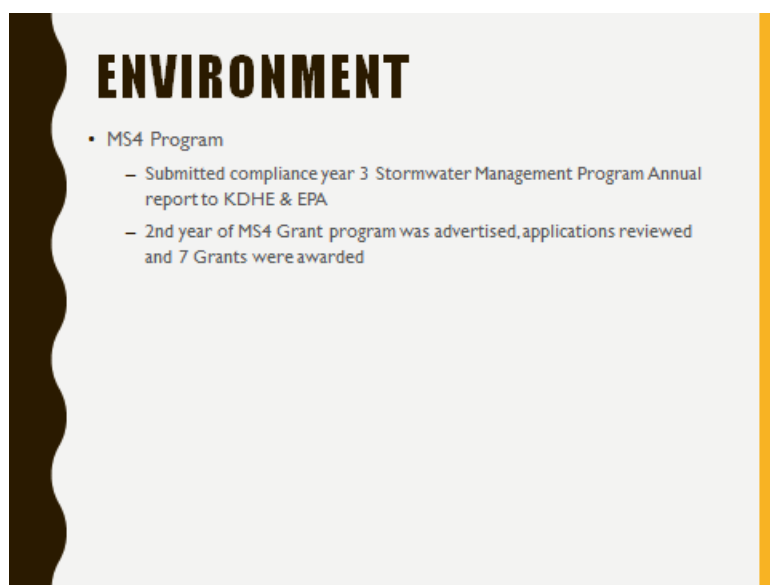 ENVIRONMENT
• MS4 Program
– Submitted compliance year 3 Stormwater Management Program Annual
report to KDHE & EPA
– 2nd year of MS4 Grant program was advertised, applications reviewed
and 7 Grants were awarded